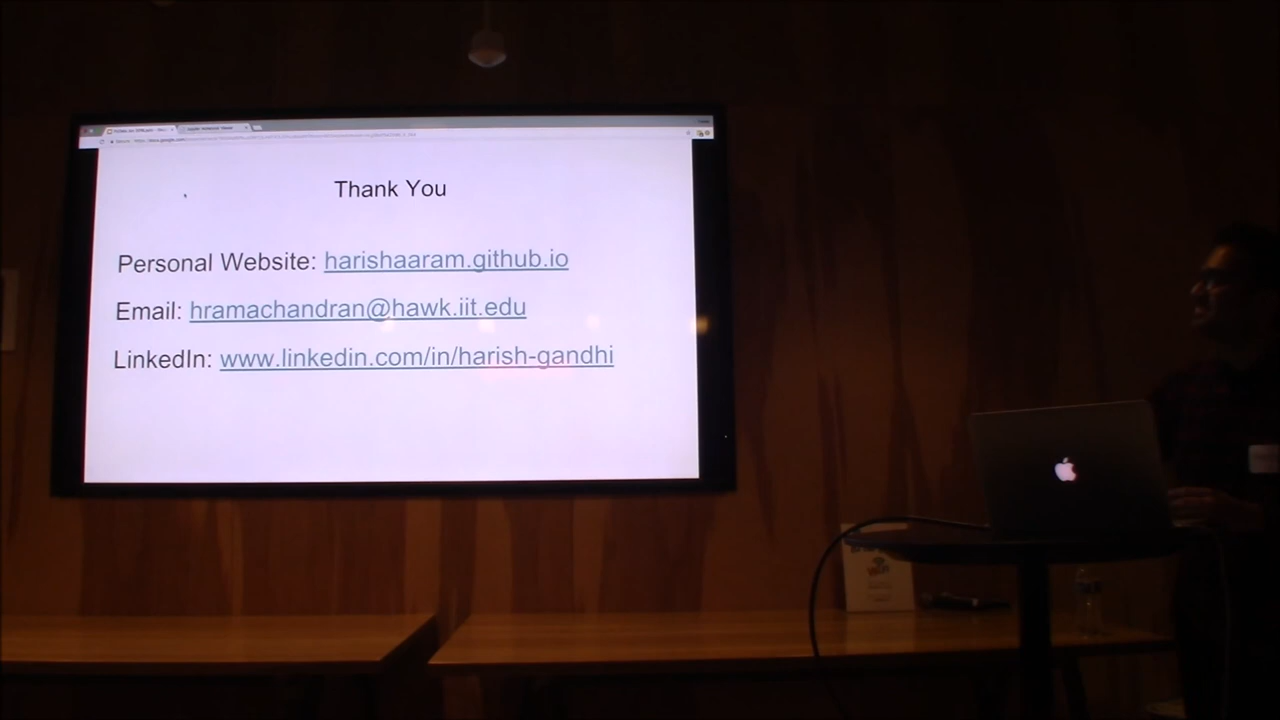 Thank You
Personal Website: harishaaram.github.io
Email: hramachandran@hawk.iit.edu
LinkedIn: www.linkedin.com/in/harish-gandhi